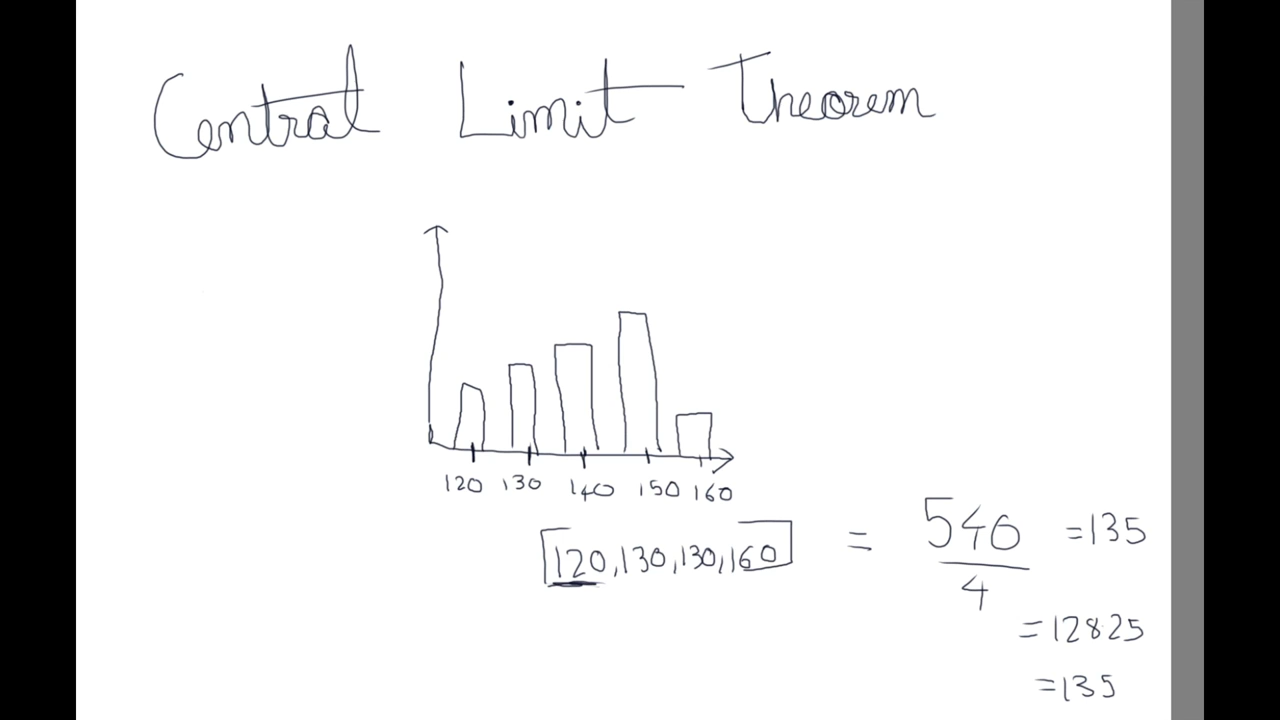 Central Limit Theorem
120 130 140 150 160
[120,130,130,160] = 540/4 =135
=128.25
=135